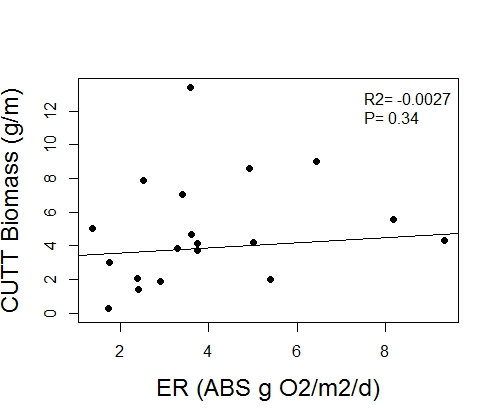 R2= -0.0027
P= 0.34
CUTT Biomass (g/m)
12
10
8
6
4
2
0
2 4 6 8
ER (ABS g O2/m2/d)